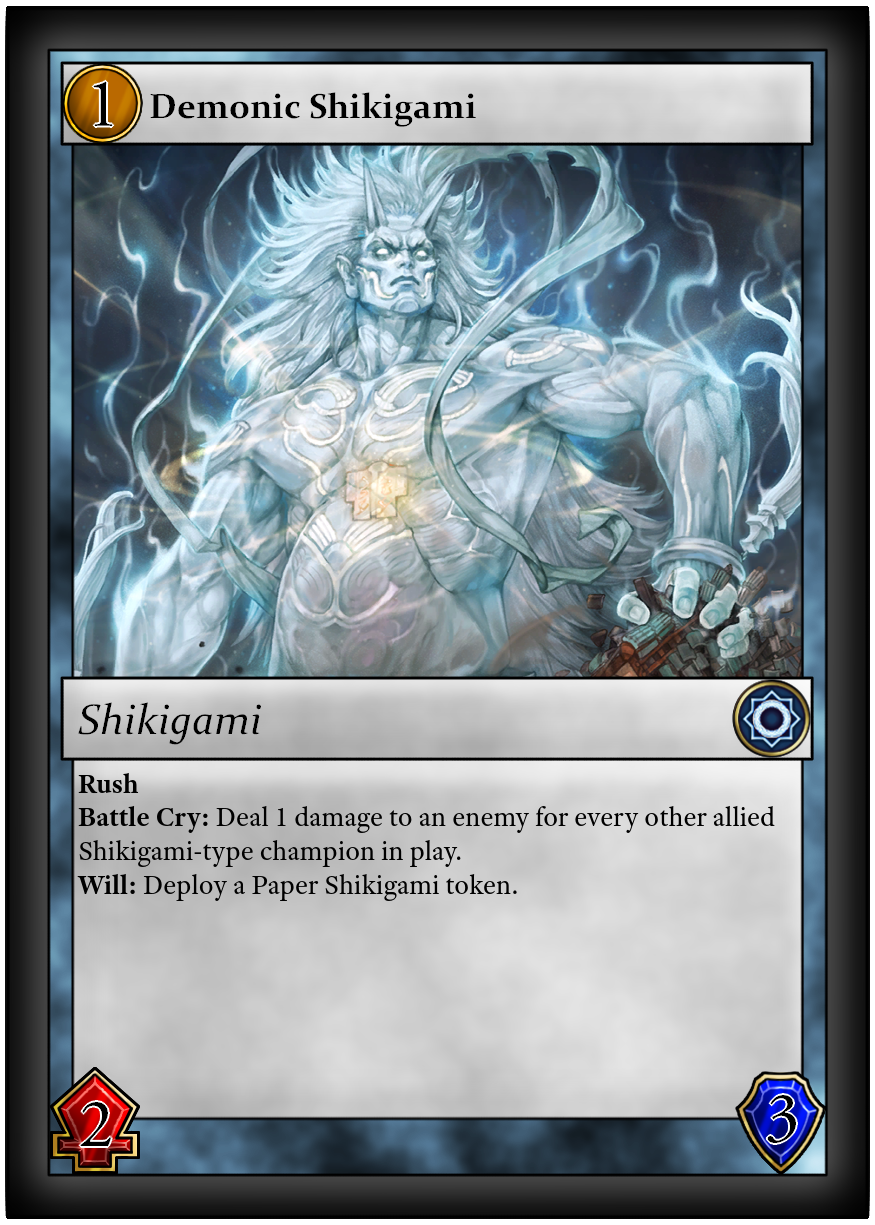 1
Demonic Shikigami
Shikigami
Rush
Battle Cry: Deal 1 damage to an enemy for every other allied
Shikigami-type champion in play.
Will: Deploy a Paper Shikigami token.
2
3